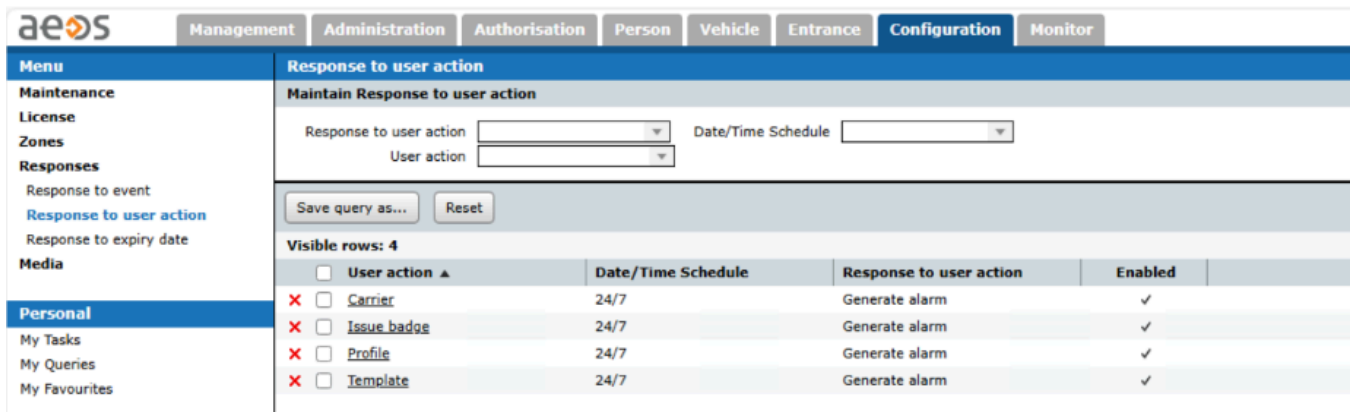 aeos
Management Administration Authorisation Person Vehicle Entrance Configuration Monitor
Menu
Maintenance
License
Zones
Responses
Response to event
Response to user action
Response to expiry date
Media
Personal
My Tasks
My Queries
My Favourites
Response to user action
Maintain Response to user action
Response to user action Date/Time Schedule
User action
Save query as... Reset
Visible rows: 4
User action ▲ Date/Time Schedule Response to user action Enabled
Carrier 24/7 Generate alarm ✓
Issue badge 24/7 Generate alarm ✓
Profile 24/7 Generate alarm ✓
Template 24/7 Generate alarm ✓